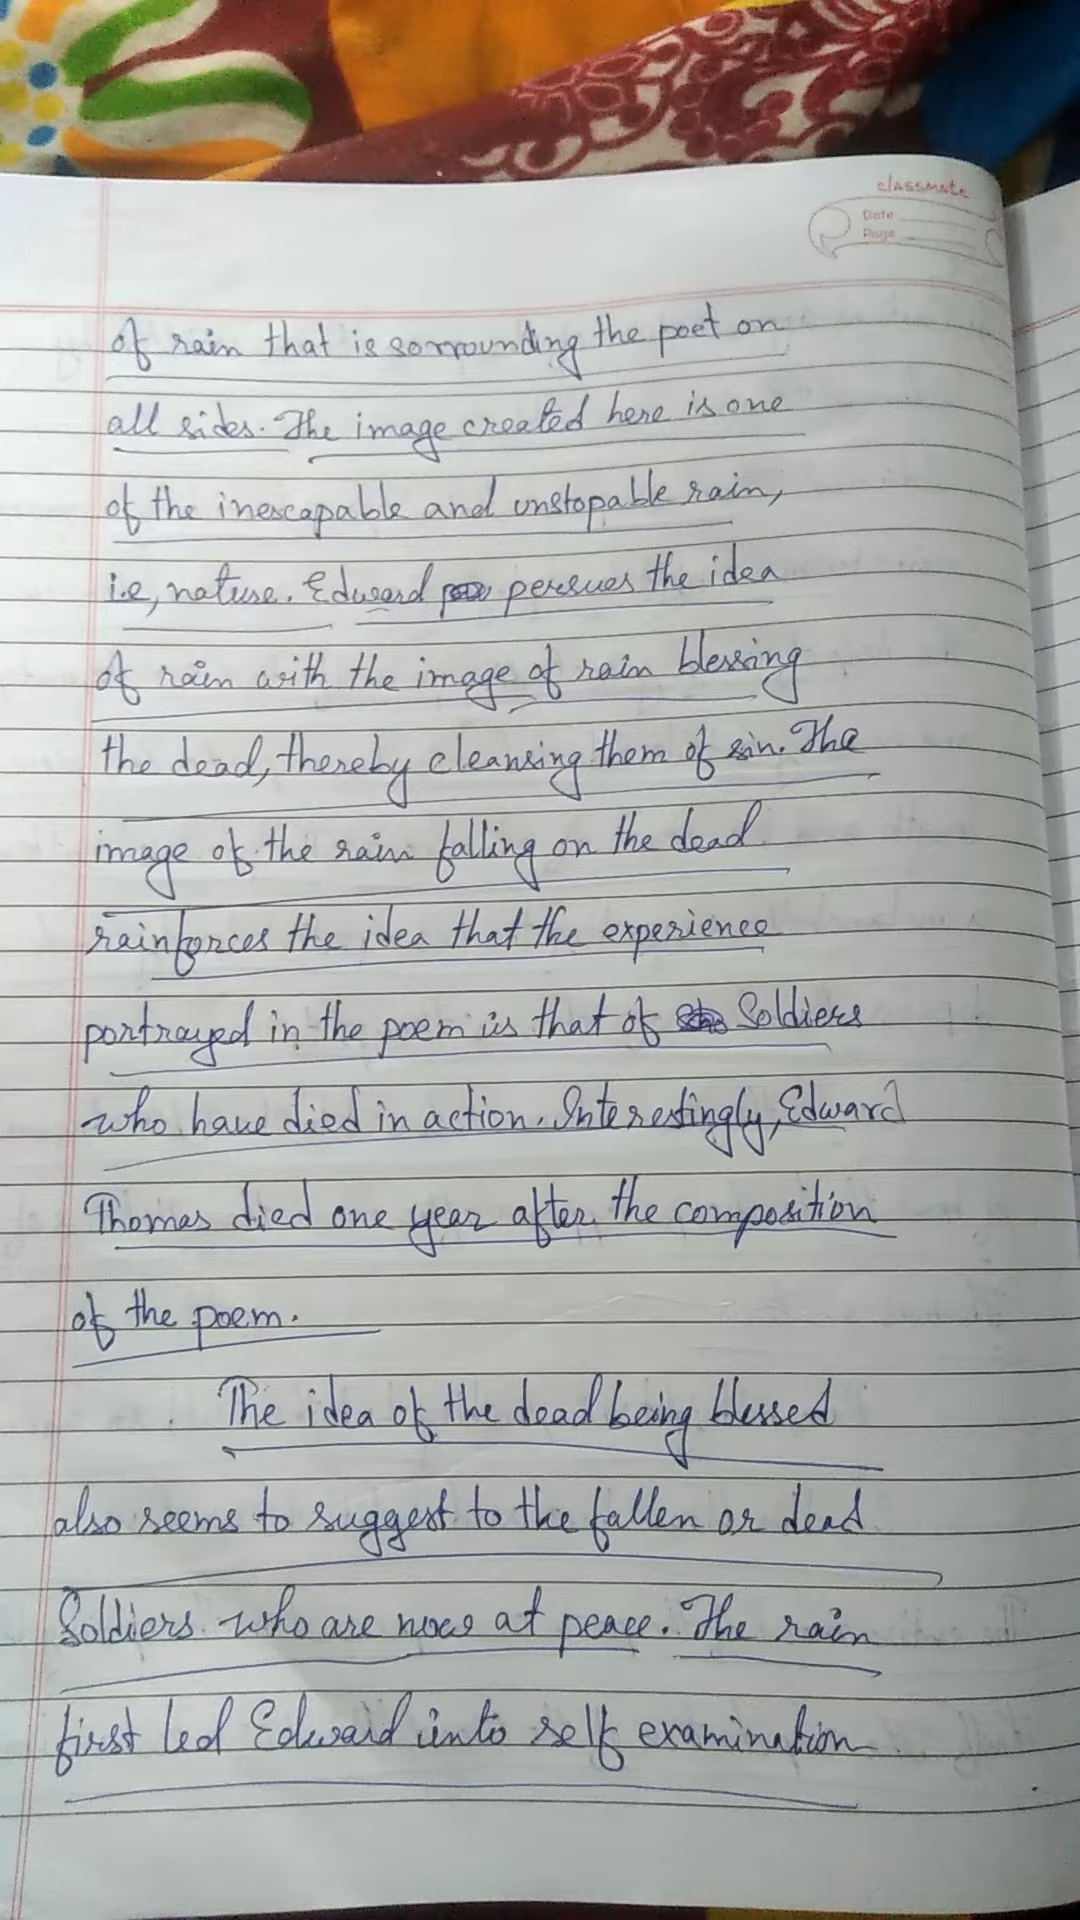 classmate
Date
Page
of rain that is sorrounding the poet on
all sides. The image created here is one
of the inescapable and unstopable rain,
i.e, nature. Edward persues the idea
of rain with the image of rain blessing
the dead, thereby cleansing them of sin. The
image of the rain falling on the dead
rainforces the idea that the experience
portrayed in the poem is that of Soldiers
who have died in action. Interestingly, Edward
Thomas died one year after the composition
of the poem.
The idea of the dead being blessed
also seems to suggest to the fallen or dead
Soldiers who are now at peace. The rain
first led Edward into self examination